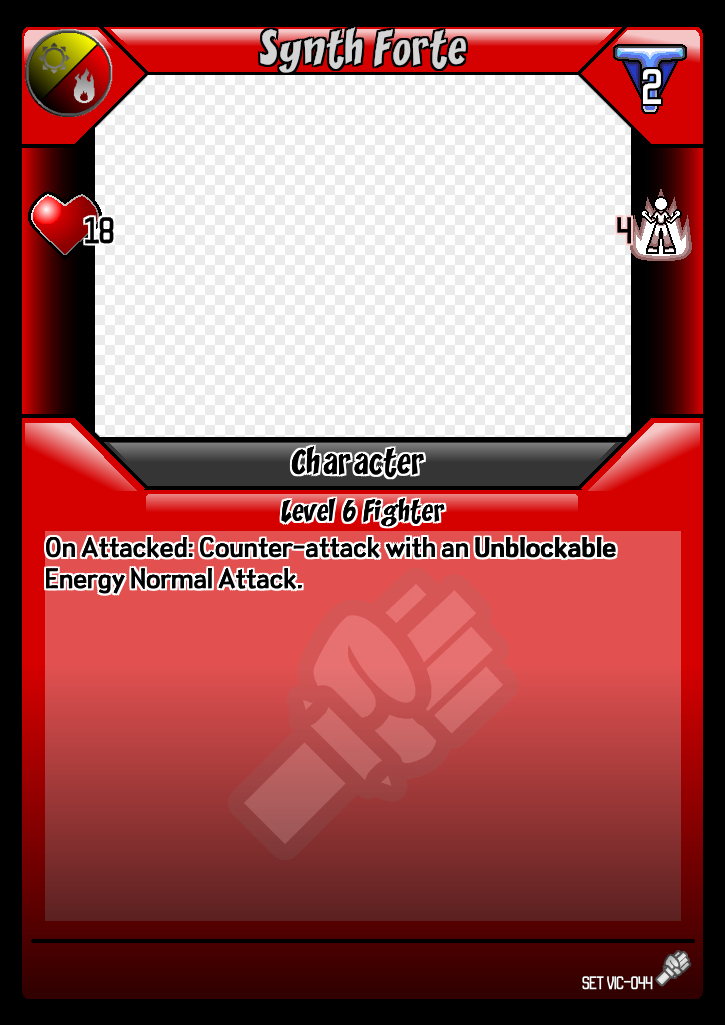 Synth Forte
2
18
4
Character
Level 6 Fighter
On Attacked: Counter-attack with an Unblockable
Energy Normal Attack.
SET VIC-044